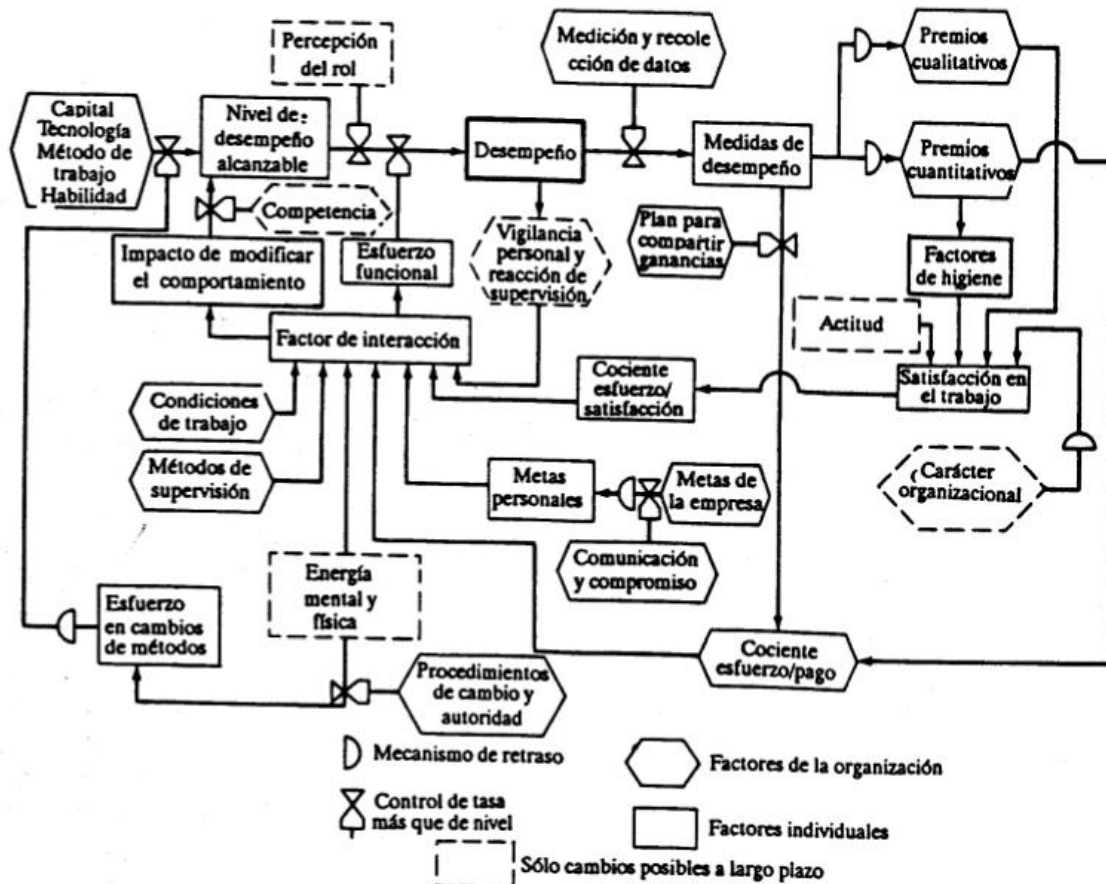 Percepción
del rol
Medición y recole
cción de datos
Premios
cualitativos
Capital
Tecnología
Método de
trabajo
Habilidad
Nivel de:
desempeño
alcanzable
Desempeño
Medidas de
desempeño
Premios
cuantitativos
Competencia
Impacto de modificar
el comportamiento
Esfuerzo
funcional
Vigilancia
personal y
reacción de
supervisión
Plan para
compartir
ganancias
Factores
de higiene
Actitud
Factor de interacción
Cociente
esfuerzo/
satisfacción
Satisfacción en
el trabajo
Condiciones
de trabajo
Métodos de
supervisión
Metas
personales
Metas de
la empresa
Carácter
organizacional
Comunicación
y compromiso
Energía
mental y
física
Esfuerzo
en cambios
de métodos
Cociente
esfuerzo/pago
Procedimientos
de cambio y
autoridad
Mecanismo de retraso
Factores de la organización
Control de tasa
más que de nivel
Factores individuales
Sólo cambios posibles a largo plazo